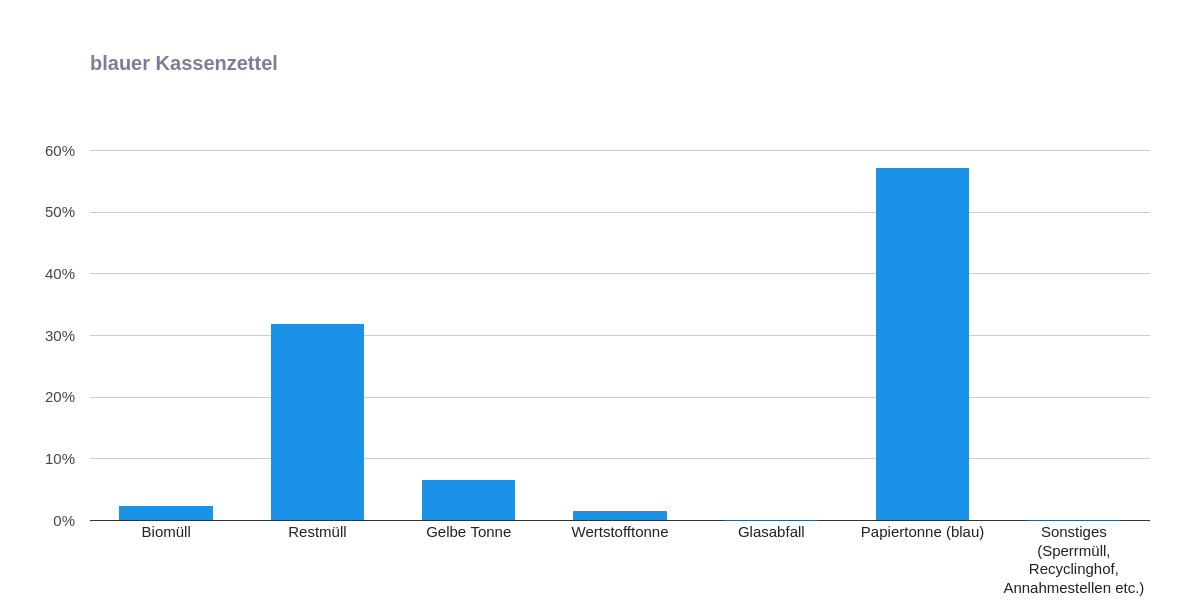 blauer Kassenzettel
60%
50%
40%
30%
20%
10%
0%
Biomüll
Restmüll
Gelbe Tonne
Wertstofftonne
Glasabfall
Papiertonne (blau)
Sonstiges
(Sperrmüll,
Recyclinghof,
Annahmestellen etc.)